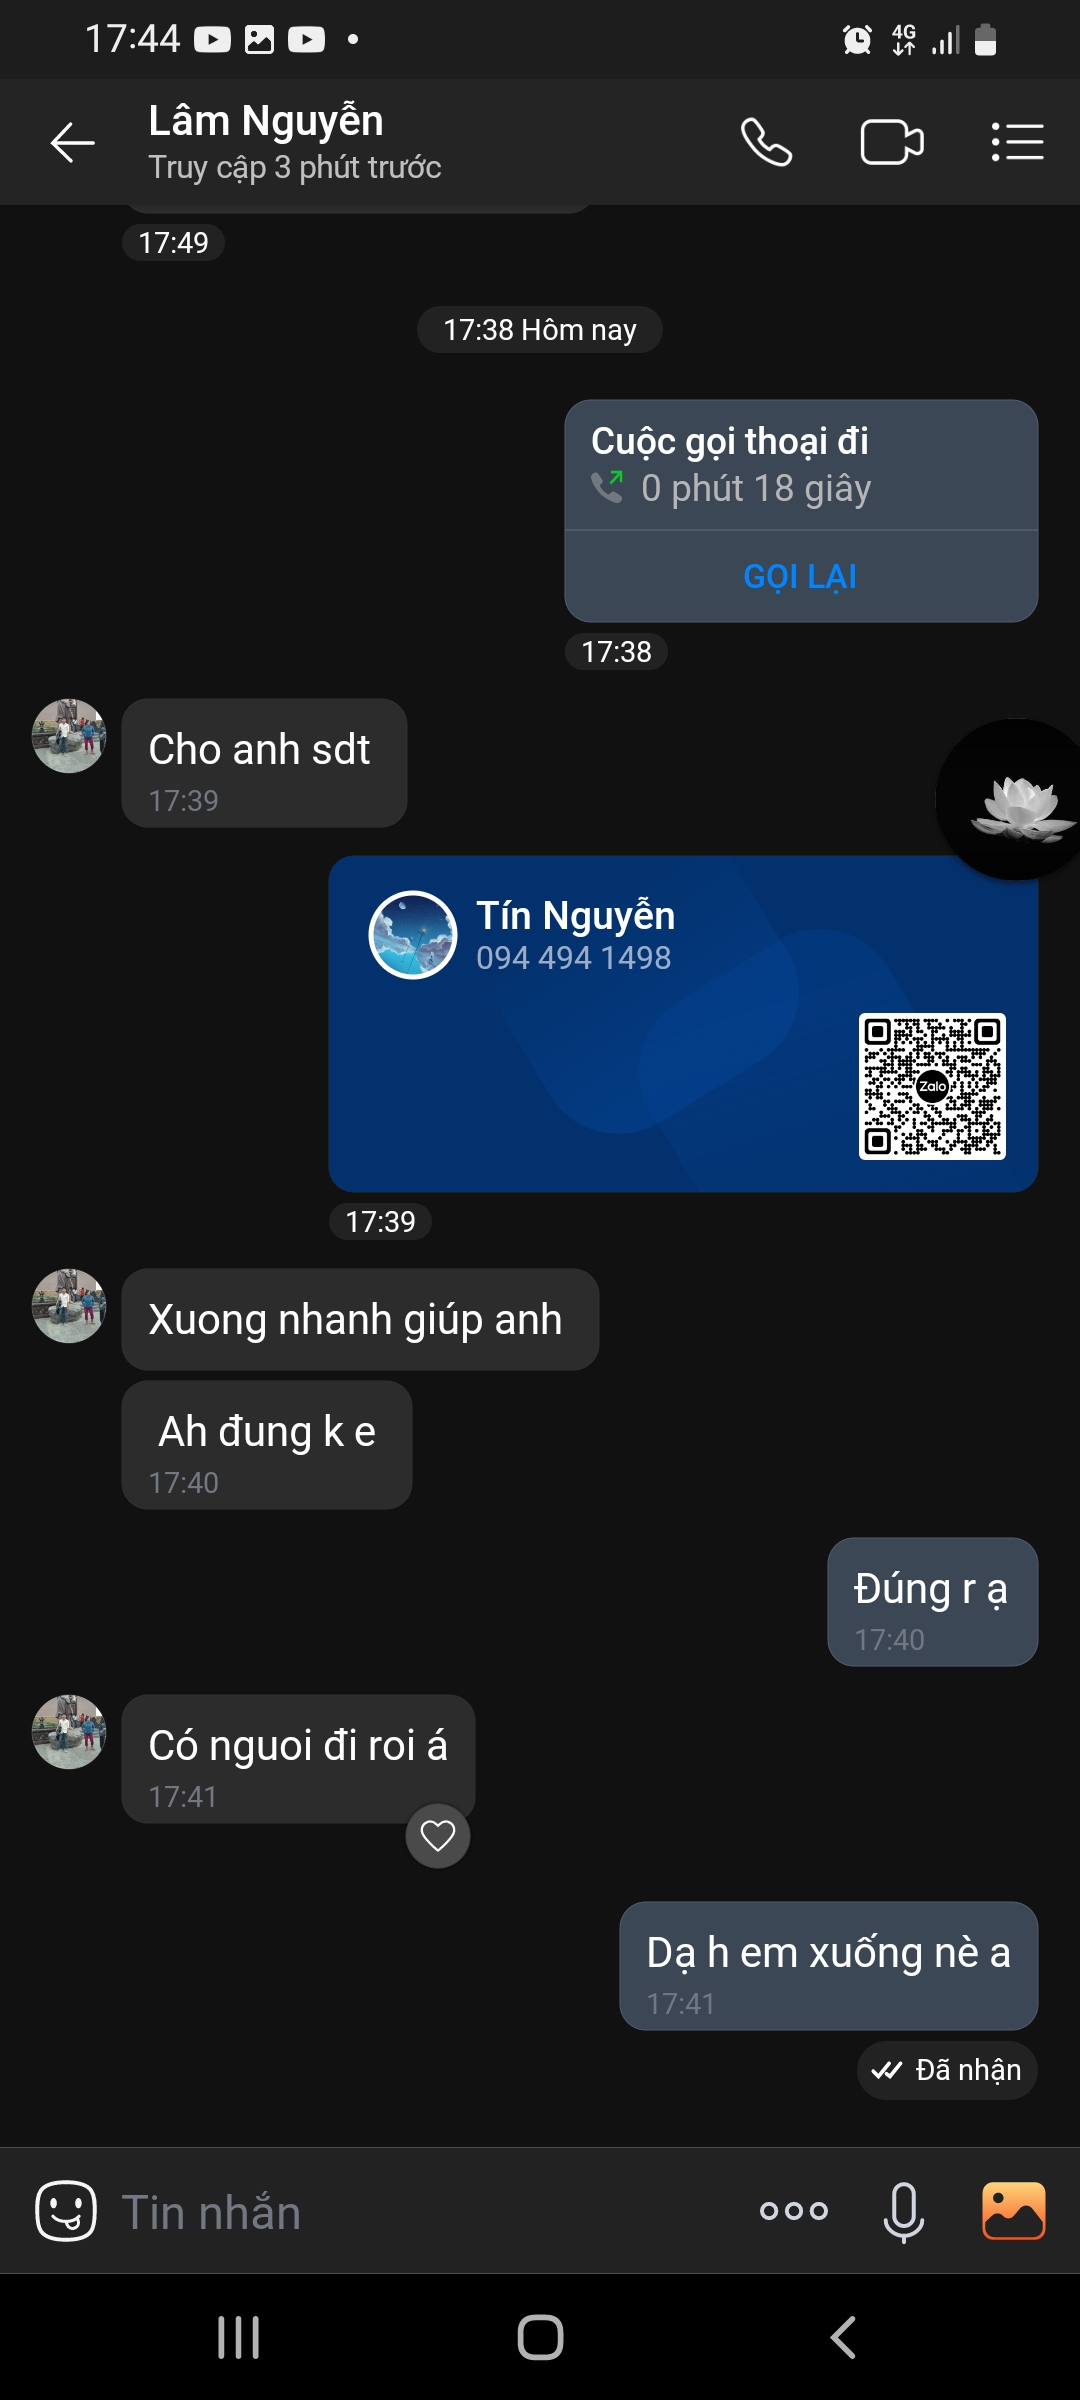 17:44
4G
Lâm Nguyễn
Truy cập 3 phút trước
17:49
17:38 Hôm nay
Cuộc gọi thoại đi
0 phút 18 giây
GỌI LẠI
17:38
Cho anh sdt
17:39
Tín Nguyễn
094 494 1498
Zalo
17:39
Xuong nhanh giúp anh
Ah đung k e
17:40
Đúng r ạ
17:40
Có nguoi đi roi á
17:41
Dạ h em xuống nè a
17:41
Đã nhận
Tin nhắn